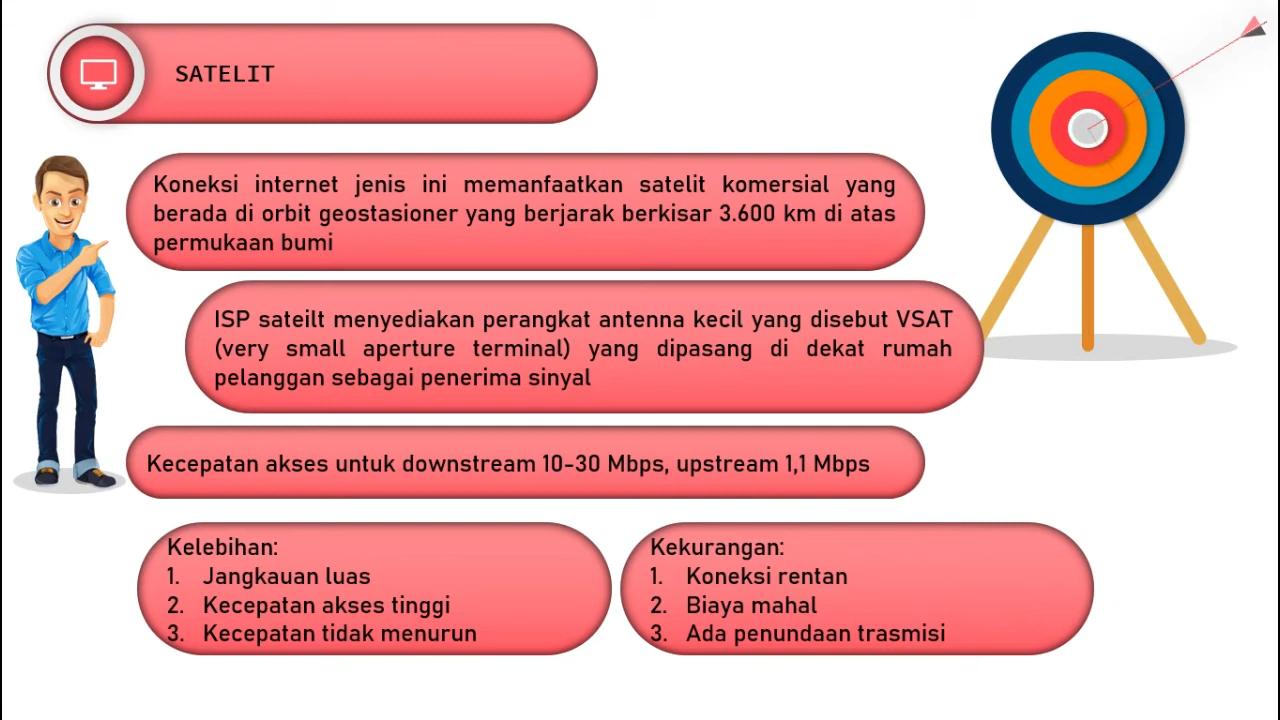 SATELIT
Koneksi internet jenis ini memanfaatkan satelit komersial yang
berada di orbit geostasioner yang berjarak berkisar 3.600 km di atas
permukaan bumi
ISP sateilt menyediakan perangkat antenna kecil yang disebut VSAT
(very small aperture terminal) yang dipasang di dekat rumah
pelanggan sebagai penerima sinyal
Kecepatan akses untuk downstream 10-30 Mbps, upstream 1,1 Mbps
Kelebihan:
1. Jangkauan luas
2. Kecepatan akses tinggi
3. Kecepatan tidak menurun
Kekurangan:
1. Koneksi rentan
2. Biaya mahal
3. Ada penundaan trasmisi